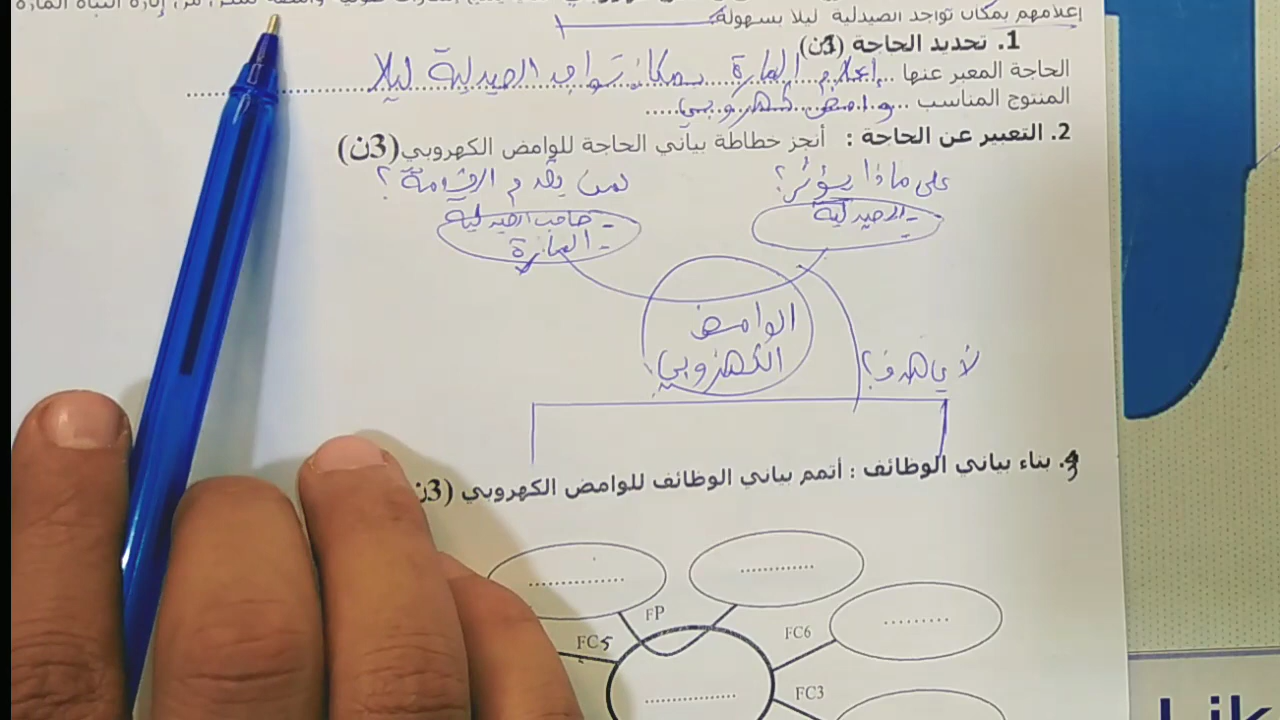 إعلامهم بمكان تواجد الصيدلية ليلا بسهولة
1. تحديد الحاجة (3ن)
الحاجة المعبر عنها ...إعلام المارة بمكان تواجد الصيدلية ليلا
المنتوج المناسب ...وامض كهروبي
2. التعبير عن الحاجة : أنجز خطاطة بياني الحاجة للوامض الكهروبي(3ن)
على ماذا يؤثر؟
لمن يقدم الخدمة؟
- الصيدلية
-
- صاحب الصيدلية
- المارة
الوامض
الكهروبي
لأي هدف؟
3. بناء بياني الوظائف : أتمم بياني الوظائف للوامض الكهروبي (3ن
FP
FC5
FC6
FC3
Lik